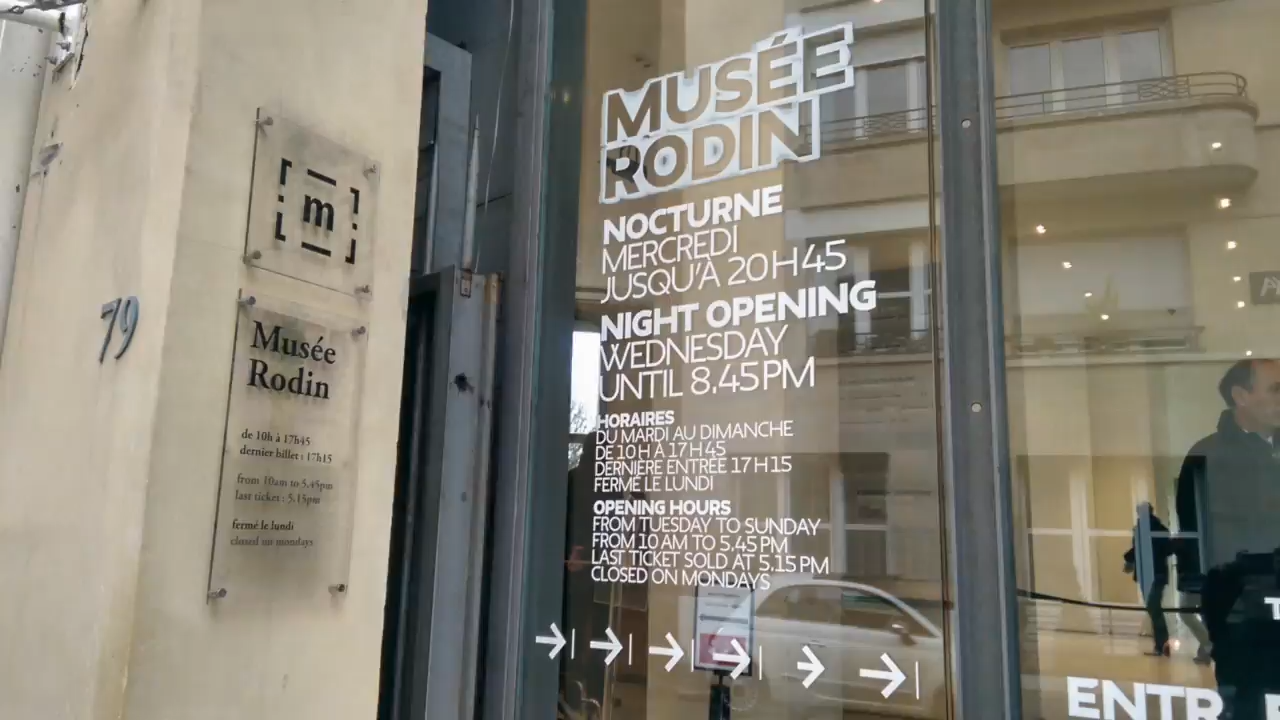 m
79
Musée
Rodin
de 10h à 17h45
dernier billet : 17h15
from 10am to 5.45pm
last ticket : 5.15pm
fermé le lundi
closed on mondays
MUSÉE
RODIN
NOCTURNE
MERCREDI
JUSQU'À 20H45
NIGHT OPENING
WEDNESDAY
UNTIL 8.45PM
HORAIRES
DU MARDI AU DIMANCHE
DE 10H À 17H45
DERNIÈRE ENTRÉE 17H15
FERMÉ LE LUNDI
OPENING HOURS
FROM TUESDAY TO SUNDAY
FROM 10 AM TO 5.45 PM
LAST TICKET SOLD AT 5.15 PM
CLOSED ON MONDAYS